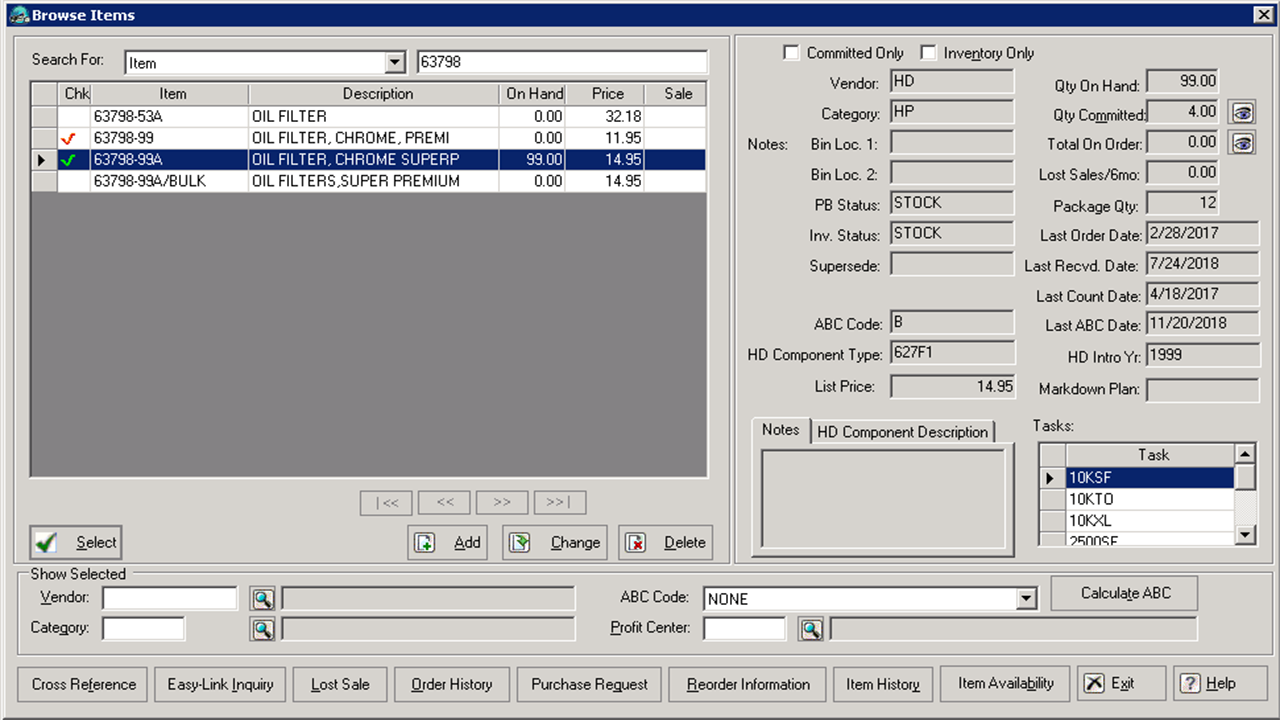 Browse Items
Search For: Item 63798
Chk Item Description On Hand Price Sale
63798-53A OIL FILTER 0.00 32.18
63798-99 OIL FILTER, CHROME, PREMI 0.00 11.95
63798-99A OIL FILTER, CHROME SUPERP 99.00 14.95
63798-99A/BULK OIL FILTERS,SUPER PREMIUM 0.00 14.95
|<< << >> >>|
Select Add Change Delete
Committed Only Inventory Only
Vendor: HD Qty On Hand: 99.00
Category: HP Qty Committed: 4.00
Notes: Bin Loc. 1: Total On Order: 0.00
Bin Loc. 2: Lost Sales/6mo: 0.00
PB Status: STOCK Package Qty: 12
Inv. Status: STOCK Last Order Date: 2/28/2017
Supersede: Last Recvd. Date: 7/24/2018
Last Count Date: 4/18/2017
ABC Code: B Last ABC Date: 11/20/2018
HD Component Type: 627F1 HD Intro Yr: 1999
List Price: 14.95 Markdown Plan:
Notes HD Component Description Tasks:
Task
10KSF
10KTO
10KXL
2500SF
Show Selected
Vendor: ABC Code: NONE Calculate ABC
Category: Profit Center:
Cross Reference Easy-Link Inquiry Lost Sale Order History Purchase Request Reorder Information Item History Item Availability Exit Help